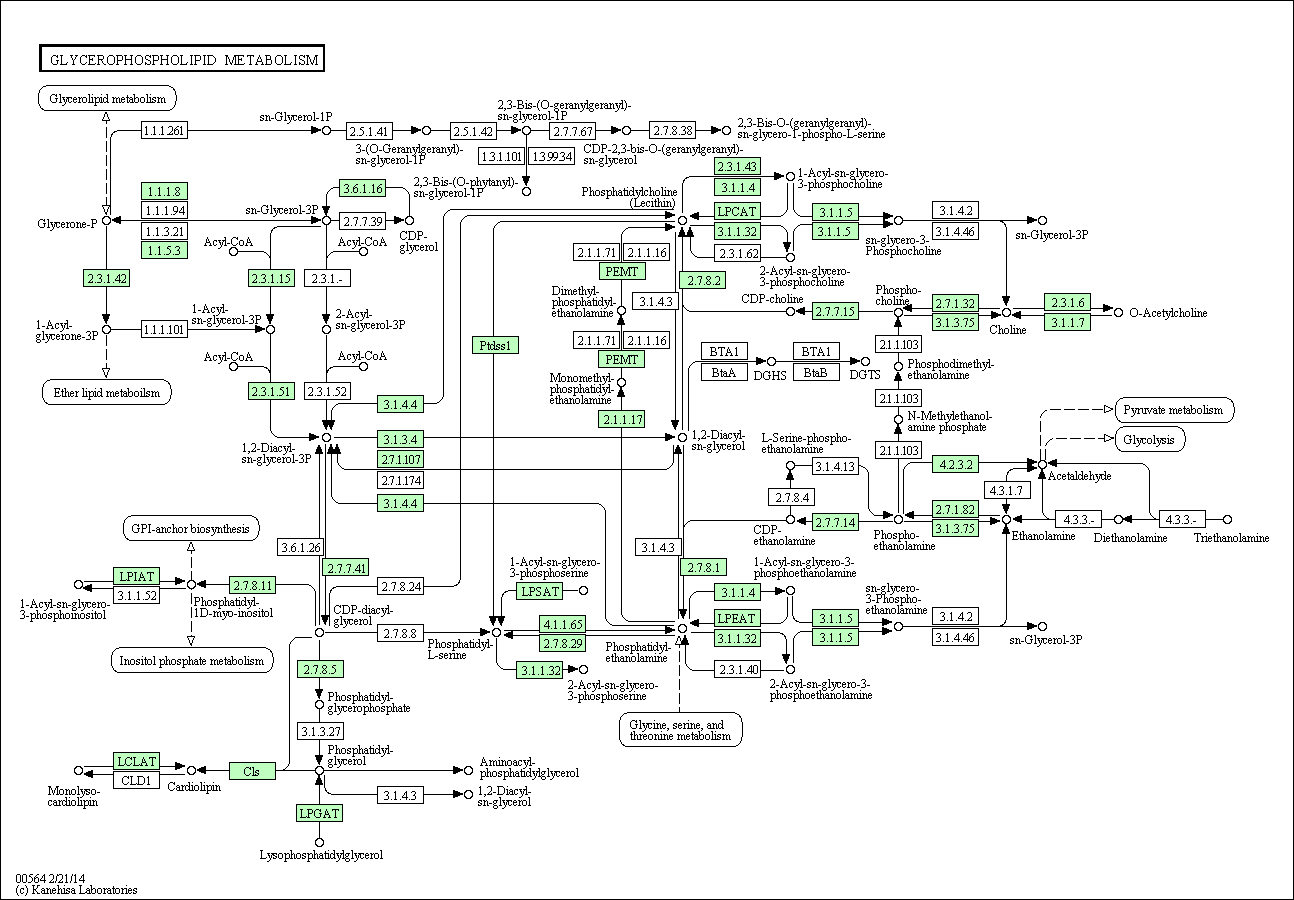 GLYCEROPHOSPHOLIPID METABOLISM
Glycerolipid metabolism
1.1.1.261
sn-Glycerol-1P
2.5.1.41
3-(O-Geranylgeranyl)-
sn-glycerol-1P
2.5.1.42
2,3-Bis-(O-geranylgeranyl)-
sn-glycerol-1P
2.7.7.67
CDP-2,3-bis-O-(geranylgeranyl)-
sn-glycerol
2.7.8.38
2,3-Bis-O-(geranylgeranyl)-
sn-glycero-1-phospho-L-serine
1.3.1.101
1.3.99.34
2,3-Bis-(O-phytanyl)-
sn-glycerol-1P
1.1.1.8
1.1.1.94
1.1.3.21
1.1.5.3
Glycerone-P
sn-Glycerol-3P
3.6.1.16
2.7.7.39
CDP-
glycerol
Acyl-CoA
Acyl-CoA
2.3.1.42
2.3.1.15
2.3.1.-
1-Acyl-
glycerone-3P
1.1.1.101
1-Acyl-
sn-glycerol-3P
2-Acyl-
sn-glycerol-3P
Acyl-CoA
Acyl-CoA
Ether lipid metaboilsm
2.3.1.51
2.3.1.52
1,2-Diacyl-
sn-glycerol-3P
3.1.4.4
3.1.3.4
2.7.1.107
2.7.1.174
3.1.4.4
Ptdss1
Phosphatidylcholine
(Lecithin)
2.1.1.71
2.1.1.16
PEMT
Dimethyl-
phosphatidyl-
ethanolamine
3.1.4.3
2.1.1.71
2.1.1.16
PEMT
Monomethyl-
phosphatidyl-
ethanolamine
2.1.1.17
2.3.1.43
3.1.1.4
LPCAT
3.1.1.32
2.3.1.62
1-Acyl-sn-glycero-
3-phosphocholine
2-Acyl-sn-glycero-
3-phosphocholine
3.1.1.5
3.1.1.5
sn-glycero-3-
Phosphocholine
3.1.4.2
3.1.4.46
sn-Glycerol-3P
2.7.8.2
CDP-choline
2.7.7.15
Phospho-
choline
2.7.1.32
3.1.3.75
Choline
2.3.1.6
3.1.1.7
O-Acetylcholine
2.1.1.103
Phosphodimethyl-
ethanolamine
2.1.1.103
N-Methylethanol-
amine phosphate
2.1.1.103
BTA1
BtaA
DGHS
BTA1
BtaB
DGTS
1,2-Diacyl-
sn-glycerol
L-Serine-phospho-
ethanolamine
3.1.4.13
2.7.8.4
CDP-
ethanolamine
2.7.7.14
Phospho-
ethanolamine
4.2.3.2
2.7.1.82
3.1.3.75
4.3.1.7
Pyruvate metabolism
Glycolysis
Acetaldehyde
Ethanolamine
4.3.3.-
Diethanolamine
4.3.3.-
Triethanolamine
GPI-anchor biosynthesis
LPIAT
3.1.1.52
1-Acyl-sn-glycero-
3-phosphoinositol
Phosphatidyl-
1D-myo-inositol
2.7.8.11
Inositol phosphate metabolism
3.6.1.26
2.7.7.41
2.7.8.24
CDP-diacyl-
glycerol
2.7.8.8
Phosphatidyl-
L-serine
1-Acyl-sn-glycero-
3-phosphoserine
LPSAT
4.1.1.65
2.7.8.29
3.1.1.32
2-Acyl-sn-glycero-
3-phosphoserine
Phosphatidyl-
ethanolamine
3.1.4.3
2.7.8.1
1-Acyl-sn-glycero-3-
phosphoethanolamine
3.1.1.4
LPEAT
3.1.1.32
2.3.1.40
2-Acyl-sn-glycero-3-
phosphoethanolamine
3.1.1.5
3.1.1.5
sn-glycero-
3-Phospho-
ethanolamine
3.1.4.2
3.1.4.46
sn-Glycerol-3P
Glycine, serine, and
threonine metabolism
2.7.8.5
Phosphatidyl-
glycerophosphate
3.1.3.27
Phosphatidyl-
glycerol
LCLAT
CLD1
Monolyso-
cardiolipin
Cardiolipin
Cls
Aminoacyl-
phosphatidylglycerol
3.1.4.3
1,2-Diacyl-
sn-glycerol
LPGAT
Lysophosphatidylglycerol
00564 2/21/14
(c) Kanehisa Laboratories